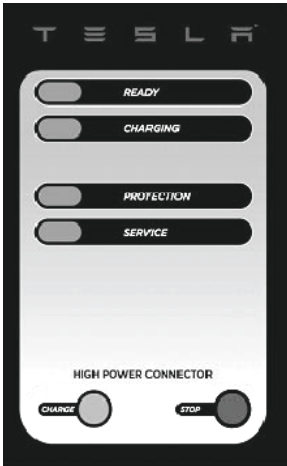 TESLA
READY
CHARGING
PROTECTION
SERVICE
HIGH POWER CONNECTOR
CHARGE
STOP